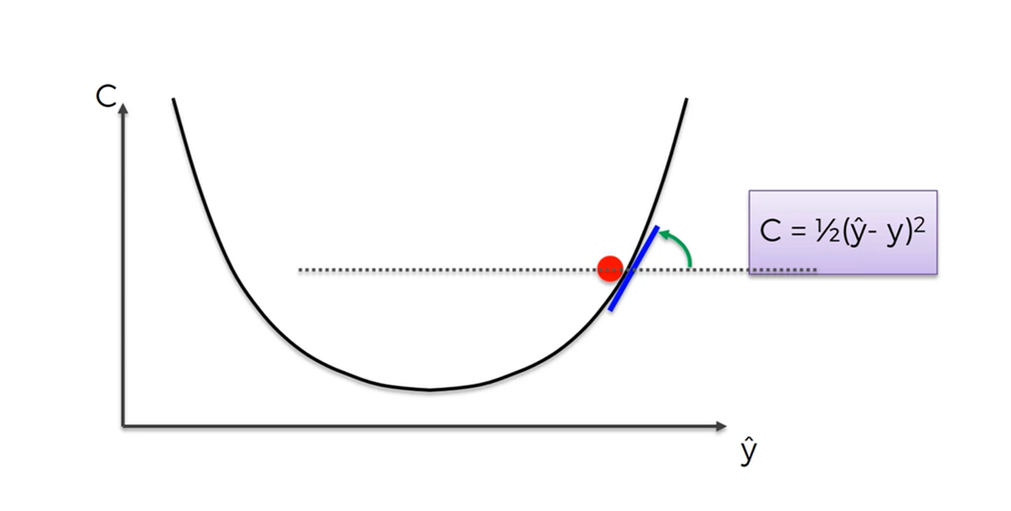 C
C = ½(ŷ- y)²
ŷ